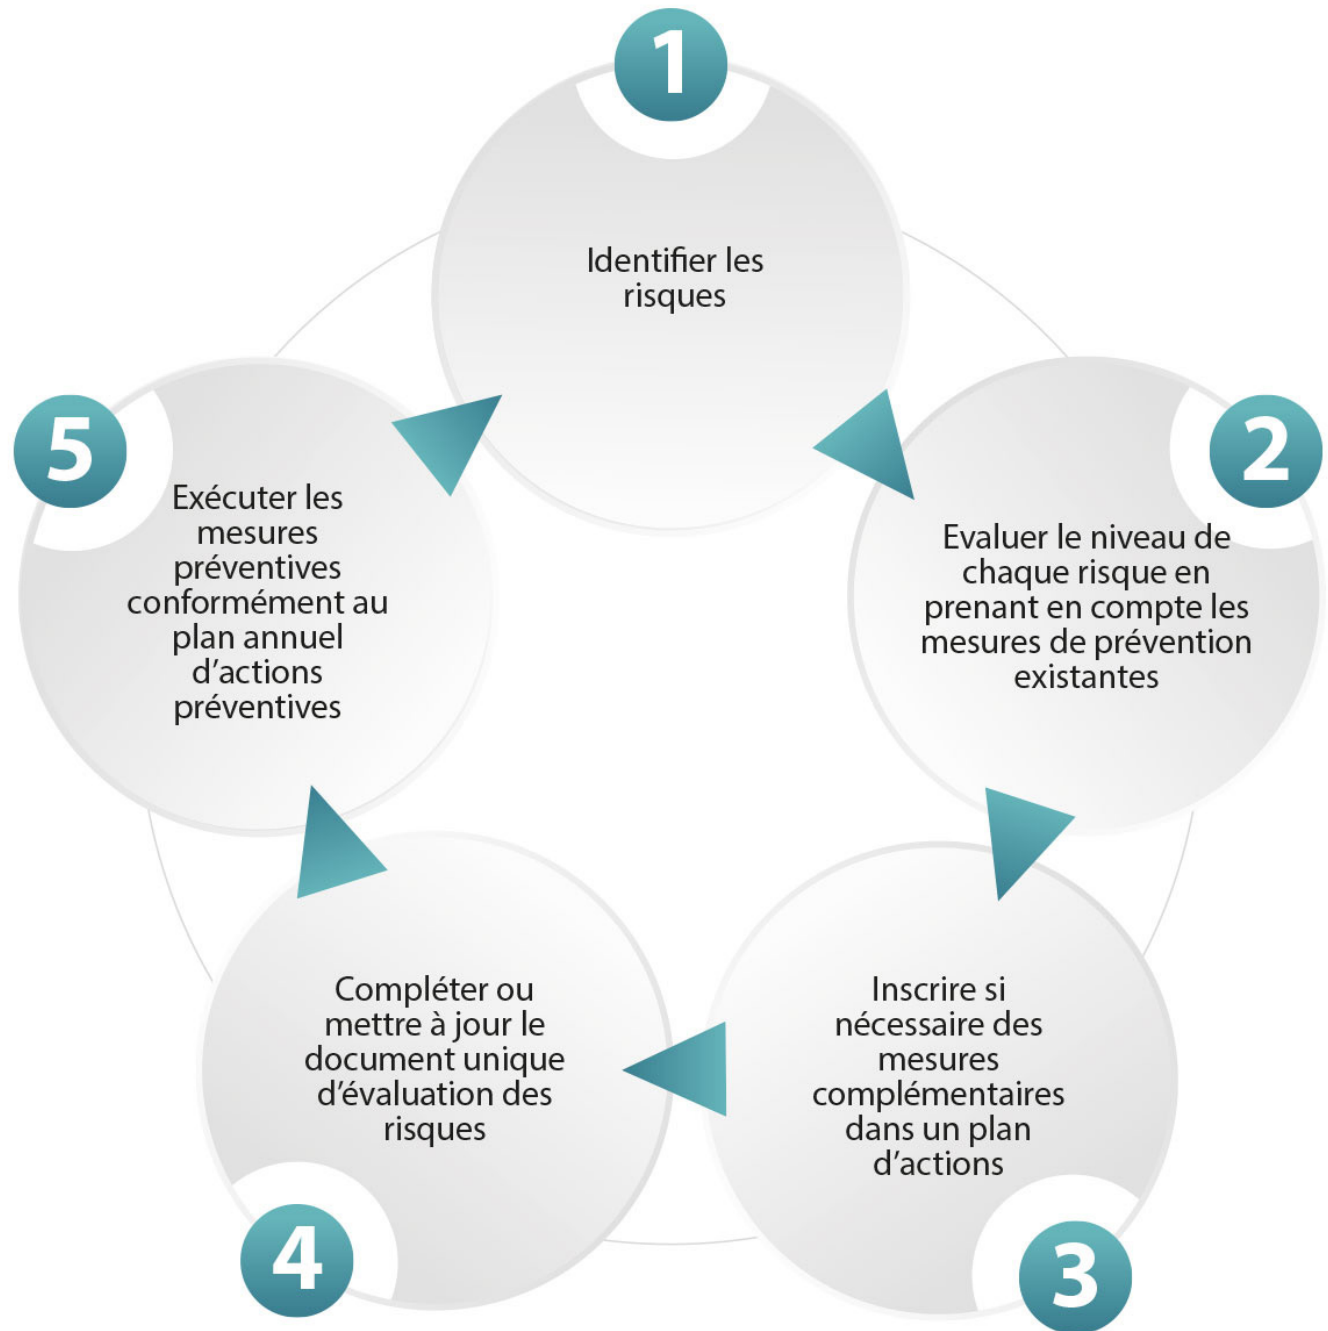 1
Identifier les
risques
2
Evaluer le niveau de
chaque risque en
prenant en compte les
mesures de prévention
existantes
3
Inscrire si
nécessaire des
mesures
complémentaires
dans un plan
d’actions
4
Compléter ou
mettre à jour le
document unique
d’évaluation des
risques
5
Exécuter les
mesures
préventives
conformément au
plan annuel
d’actions
préventives